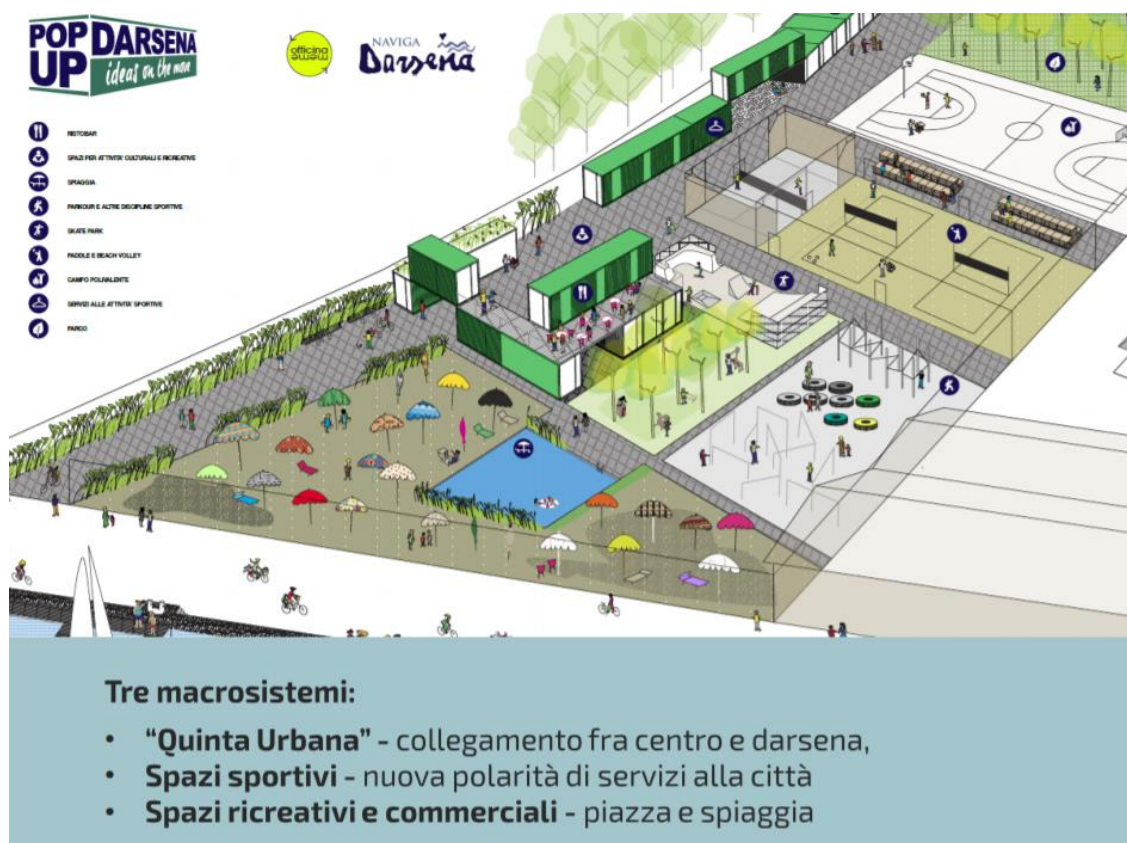 POP DARSENA
UP ideas on the move
officina
meme
NAVIGA
Darsena
RISTOBAR
SPAZI PER ATTIVITA' CULTURALI E RICREATIVE
SPIAGGIA
PARKOUR E ALTRE DISCIPLINE SPORTIVE
SKATE PARK
PADDLE E BEACH VOLLEY
CAMPO POLIVALENTE
SERVIZI ALLE ATTIVITA' SPORTIVE
PARCO
Tre macrosistemi:
• “Quinta Urbana” - collegamento fra centro e darsena,
• Spazi sportivi - nuova polarità di servizi alla città
• Spazi ricreativi e commerciali - piazza e spiaggia